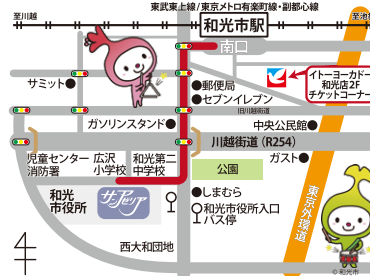 東武東上線/東京メトロ有楽町線・副都心線
至川越
至池袋
和光市駅
南口
サミット
郵便局
セブンイレブン
イトーヨーカドー
和光店2F
チケットコーナー
旧川越街道
ガソリンスタンド
中央公民館
川越街道(R254)
児童センター
消防署
広沢
小学校
和光第二
中学校
公園
ガスト
東京外環道
和光
市役所
サンアゼリア
しまむら
和光市役所入口
バス停
西大和団地
©和光市